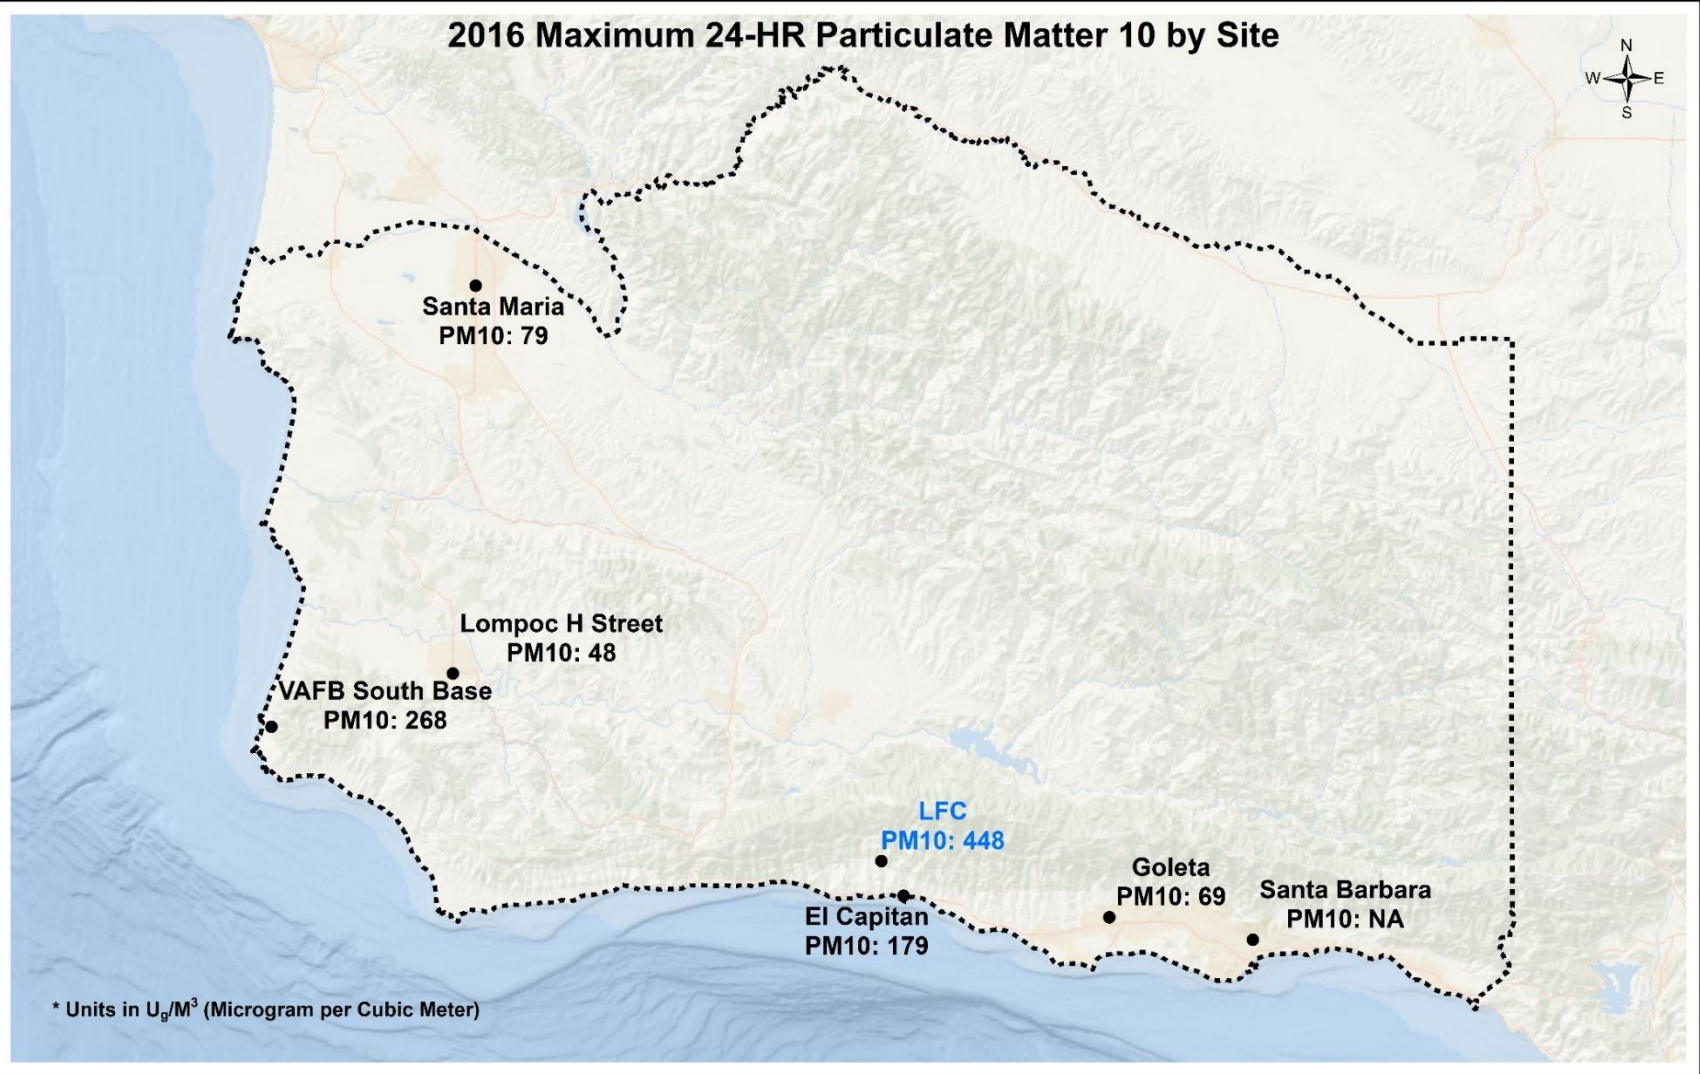 2016 Maximum 24-HR Particulate Matter 10 by Site
N
W E
S
Santa Maria
PM10: 79
Lompoc H Street
PM10: 48
VAFB South Base
PM10: 268
LFC
PM10: 448
El Capitan
PM10: 179
Goleta
PM10: 69
Santa Barbara
PM10: NA
* Units in Ug/M³ (Microgram per Cubic Meter)